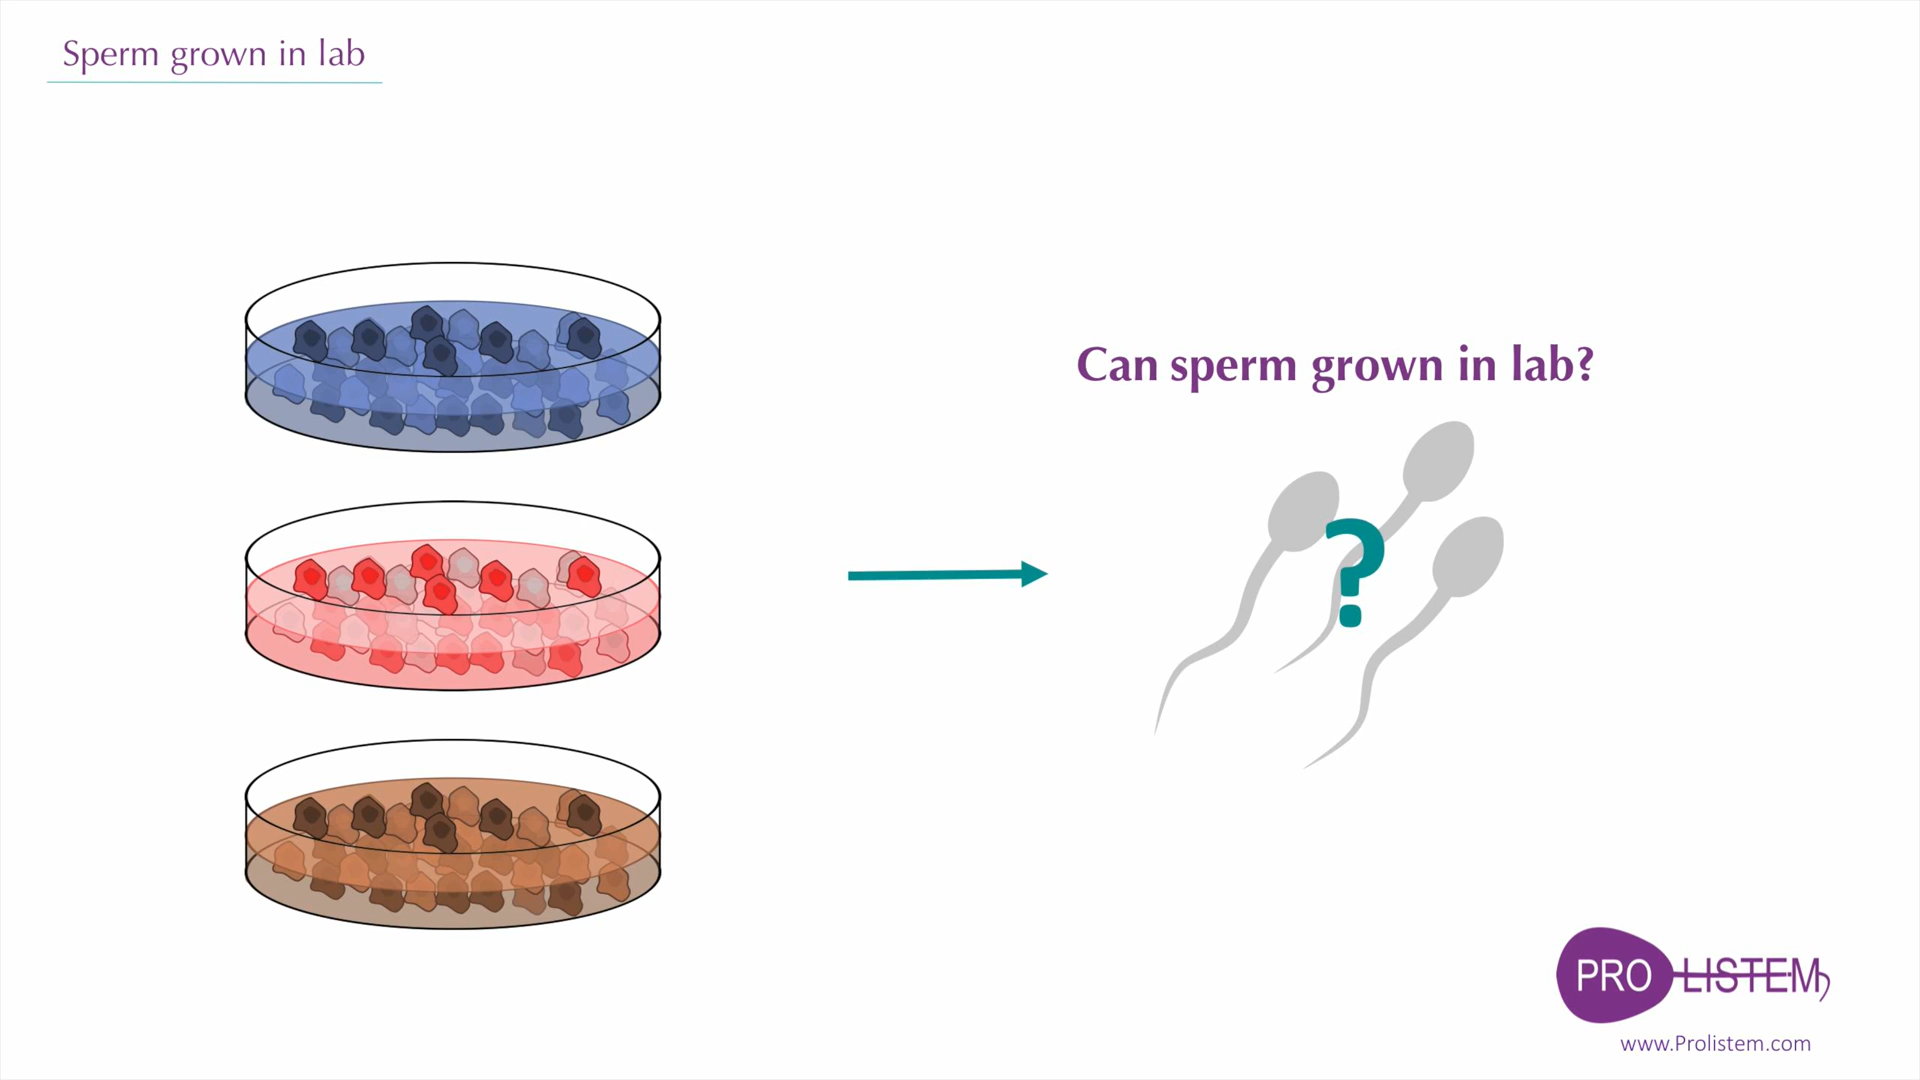 Sperm grown in lab
Can sperm grown in lab?
?
PRO LISTEM
www.Prolistem.com